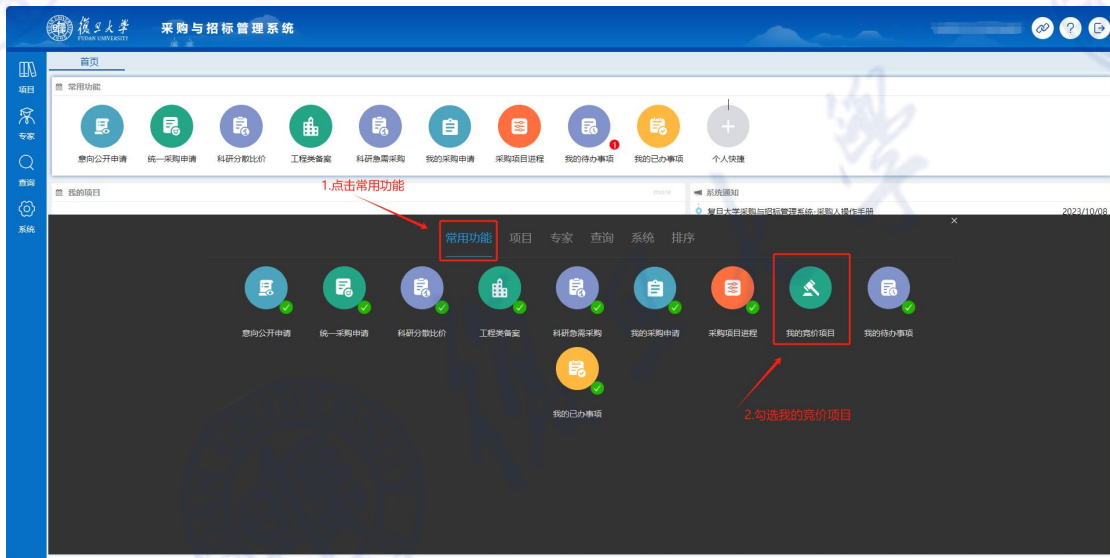 復旦大學 采购与招标管理系统
FUDAN UNIVERSITY
首页
项目
专家
查询
系统
常用功能
意向公开申请 统一采购申请 科研分散比价 工程类备案 科研急需采购 我的采购申请 采购项目进程 我的待办事项 1 我的已办事项 个人快捷
1.点击常用功能
我的项目 more 系统通知
复旦大学采购与招标管理系统-采购人操作手册 2023/10/08
常用功能 项目 专家 查询 系统 排序
意向公开申请 统一采购申请 科研分散比价 工程类备案 科研急需采购 我的采购申请 采购项目进程 我的竞价项目 我的待办事项
我的已办事项
2.勾选我的竞价项目